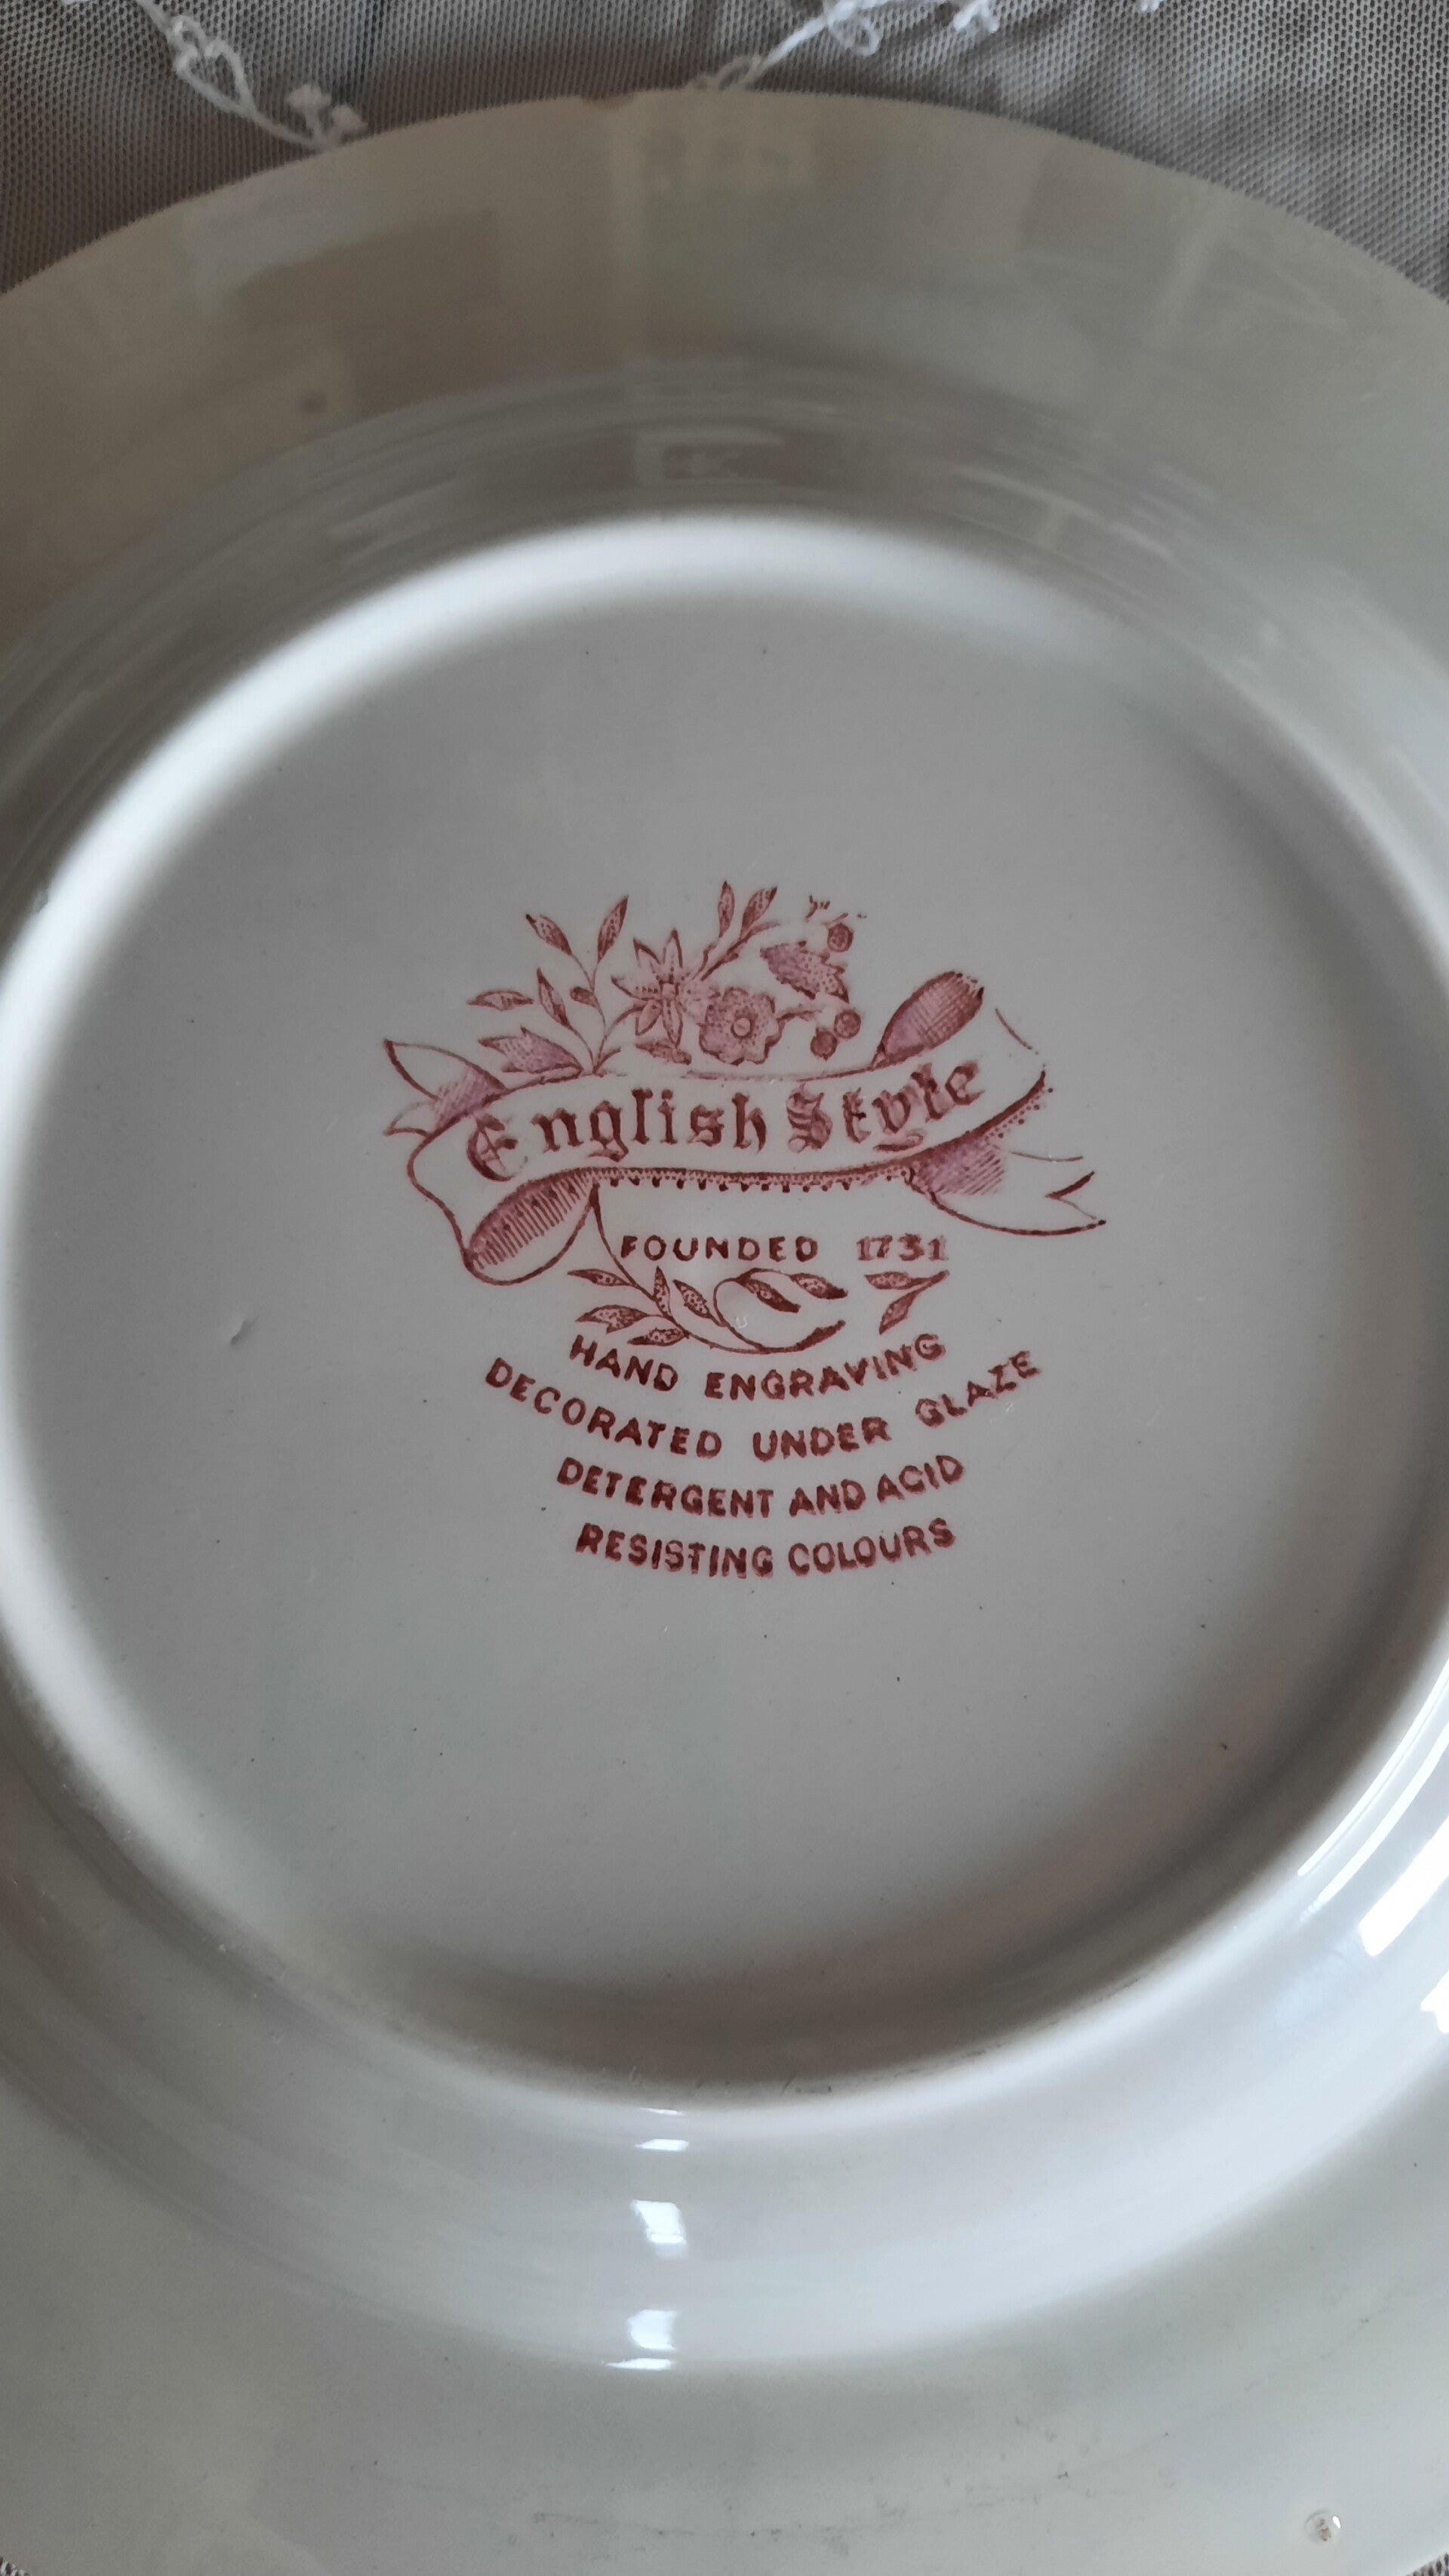 English Style
FOUNDED 1731
HAND ENGRAVING
DECORATED UNDER GLAZE
DETERGENT AND ACID
RESISTING COLOURS